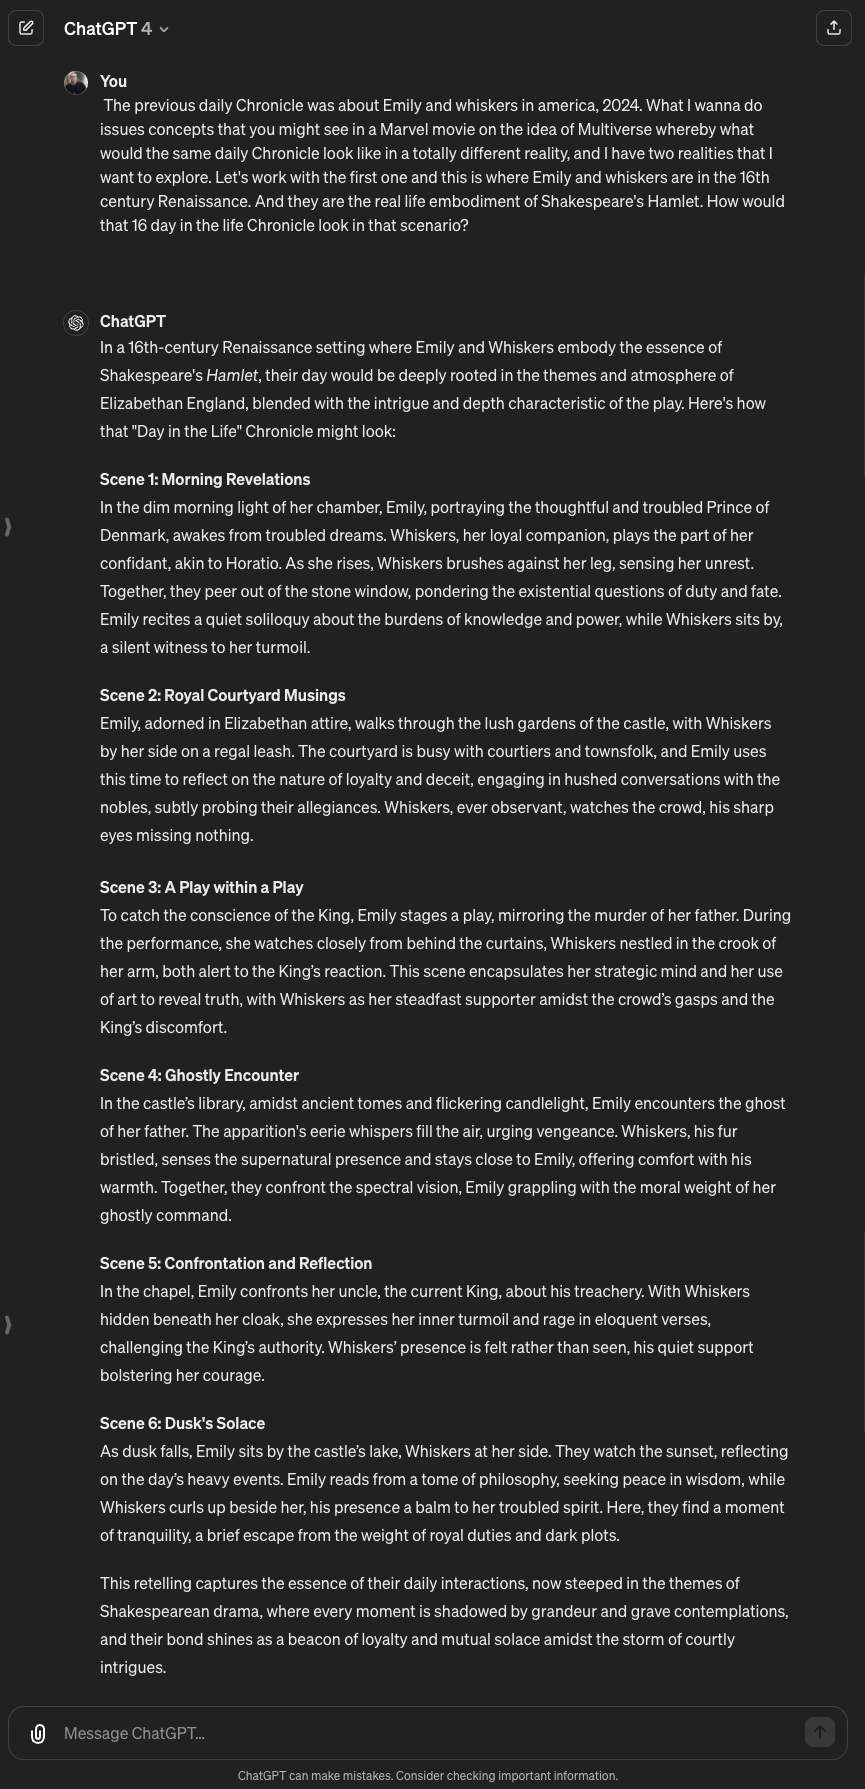 ChatGPT 4
You
The previous daily Chronicle was about Emily and whiskers in america, 2024. What I wanna do
issues concepts that you might see in a Marvel movie on the idea of Multiverse whereby what
would the same daily Chronicle look like in a totally different reality, and I have two realities that I
want to explore. Let's work with the first one and this is where Emily and whiskers are in the 16th
century Renaissance. And they are the real life embodiment of Shakespeare's Hamlet. How would
that 16 day in the life Chronicle look in that scenario?
ChatGPT
In a 16th-century Renaissance setting where Emily and Whiskers embody the essence of
Shakespeare's Hamlet, their day would be deeply rooted in the themes and atmosphere of
Elizabethan England, blended with the intrigue and depth characteristic of the play. Here's how
that "Day in the Life" Chronicle might look:
Scene 1: Morning Revelations
In the dim morning light of her chamber, Emily, portraying the thoughtful and troubled Prince of
Denmark, awakes from troubled dreams. Whiskers, her loyal companion, plays the part of her
confidant, akin to Horatio. As she rises, Whiskers brushes against her leg, sensing her unrest.
Together, they peer out of the stone window, pondering the existential questions of duty and fate.
Emily recites a quiet soliloquy about the burdens of knowledge and power, while Whiskers sits by,
a silent witness to her turmoil.
Scene 2: Royal Courtyard Musings
Emily, adorned in Elizabethan attire, walks through the lush gardens of the castle, with Whiskers
by her side on a regal leash. The courtyard is busy with courtiers and townsfolk, and Emily uses
this time to reflect on the nature of loyalty and deceit, engaging in hushed conversations with the
nobles, subtly probing their allegiances. Whiskers, ever observant, watches the crowd, his sharp
eyes missing nothing.
Scene 3: A Play within a Play
To catch the conscience of the King, Emily stages a play, mirroring the murder of her father. During
the performance, she watches closely from behind the curtains, Whiskers nestled in the crook of
her arm, both alert to the King's reaction. This scene encapsulates her strategic mind and her use
of art to reveal truth, with Whiskers as her steadfast supporter amidst the crowd's gasps and the
King's discomfort.
Scene 4: Ghostly Encounter
In the castle's library, amidst ancient tomes and flickering candlelight, Emily encounters the ghost
of her father. The apparition's eerie whispers fill the air, urging vengeance. Whiskers, his fur
bristled, senses the supernatural presence and stays close to Emily, offering comfort with his
warmth. Together, they confront the spectral vision, Emily grappling with the moral weight of her
ghostly command.
Scene 5: Confrontation and Reflection
In the chapel, Emily confronts her uncle, the current King, about his treachery. With Whiskers
hidden beneath her cloak, she expresses her inner turmoil and rage in eloquent verses,
challenging the King's authority. Whiskers' presence is felt rather than seen, his quiet support
bolstering her courage.
Scene 6: Dusk's Solace
As dusk falls, Emily sits by the castle's lake, Whiskers at her side. They watch the sunset, reflecting
on the day's heavy events. Emily reads from a tome of philosophy, seeking peace in wisdom, while
Whiskers curls up beside her, his presence a balm to her troubled spirit. Here, they find a moment
of tranquility, a brief escape from the weight of royal duties and dark plots.
This retelling captures the essence of their daily interactions, now steeped in the themes of
Shakespearean drama, where every moment is shadowed by grandeur and grave contemplations,
and their bond shines as a beacon of loyalty and mutual solace amidst the storm of courtly
intrigues.
Message ChatGPT...
ChatGPT can make mistakes. Consider checking important information.